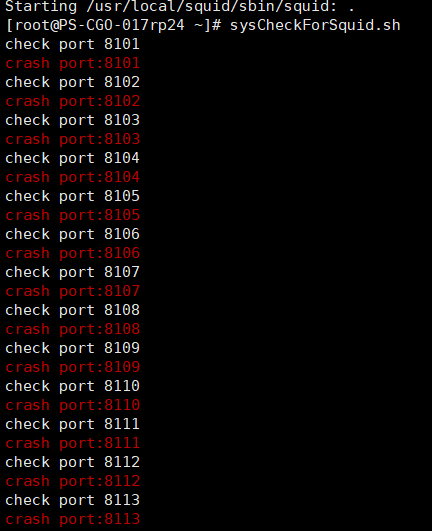 Starting /usr/local/squid/sbin/squid: .
[root@PS-CGO-017rp24 ~]# sysCheckForSquid.sh
check port 8101
crash port:8101
check port 8102
crash port:8102
check port 8103
crash port:8103
check port 8104
crash port:8104
check port 8105
crash port:8105
check port 8106
crash port:8106
check port 8107
crash port:8107
check port 8108
crash port:8108
check port 8109
crash port:8109
check port 8110
crash port:8110
check port 8111
crash port:8111
check port 8112
crash port:8112
check port 8113
crash port:8113